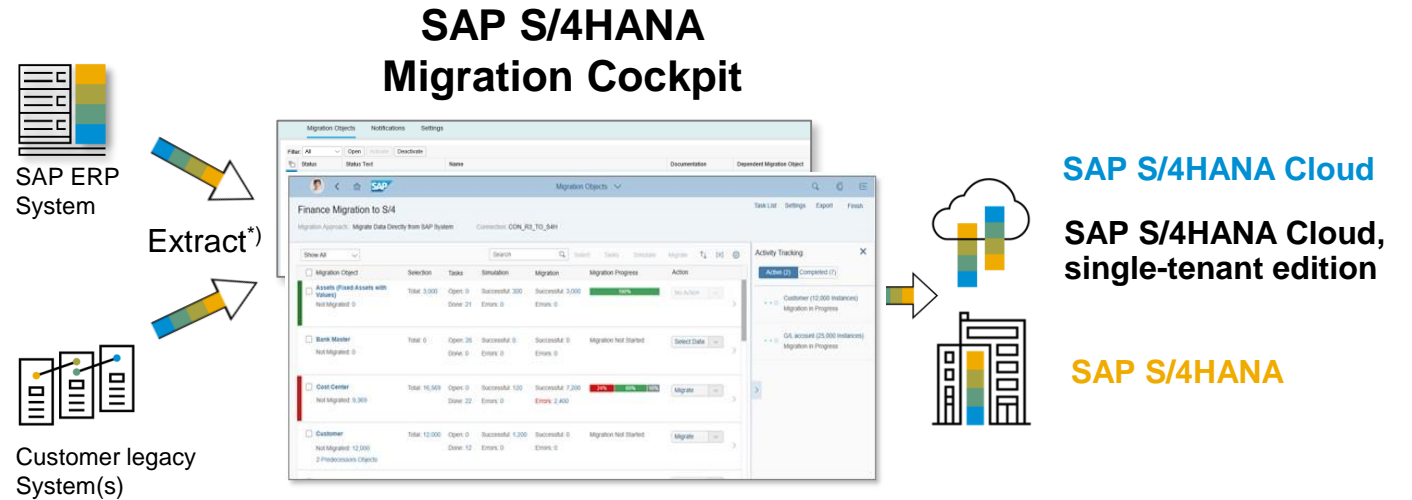 SAP S/4HANA
Migration Cockpit
SAP ERP
System
Extract*)
Customer legacy
System(s)
Migration Objects Notifications Settings
Filter: All Open Activate Deactivate
Status Status Text Name Documentation Dependent Migration Object
SAP Migration Objects
Finance Migration to S/4
Task List Settings Export Finish
Migration Approach: Migrate Data Directly from SAP System Connection: CON_R3_TO_S4H
Show All Search Select Tasks Simulate Migrate
Migration Object Selection Tasks Simulation Migration Migration Progress Action
Assets (Fixed Assets with Values) Total: 3,000 Open: 0 Successful: 300 Successful: 3,000 100% No Action
Not Migrated: 0 Done: 21 Errors: 0 Errors: 0
Bank Master Total: 0 Open: 26 Successful: 0 Successful: 0 Migration Not Started Select Data
Not Migrated: 0 Done: 0 Errors: 0 Errors: 0
Cost Center Total: 16,569 Open: 0 Successful: 120 Successful: 7,200 24% Migrate
Not Migrated: 9,369 Done: 22 Errors: 0 Errors: 2,400
Customer Total: 12,000 Open: 0 Successful: 1,200 Successful: 0 Migration Not Started Migrate
Not Migrated: 12,000 Done: 12 Errors: 0 Errors: 0
2 Predecessors Objects
Activity Tracking
Active (2) Completed (7)
Customer (12,000 Instances)
Migration in Progress
G/L account (25,000 Instances)
Migration in Progress
SAP S/4HANA Cloud
SAP S/4HANA Cloud,
single-tenant edition
SAP S/4HANA